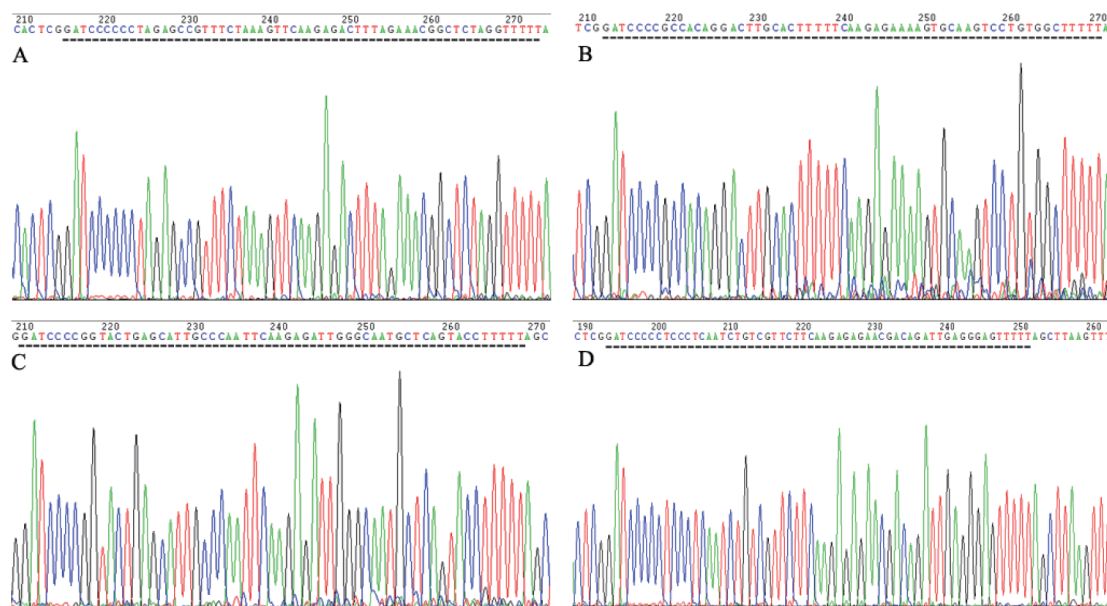 210 220 230 240 250 260 270
CACTCGGATCCCCCCTAGAGCCGTTTCTAAAGTTCAAGAGACTTTAGAAACGGCTCTAGGTTTTTA
A
210 220 230 240 250 260 270
TCGGATCCCCGCCACAGGACTTGCACTTTTTCAAGAGAAAAGTGCAAGTCCTGTGGCTTTTTA
B
210 220 230 240 250 260 270
GGATCCCCGGTACTGAGCATTGCCCAATTCAAGAGATTGGGCAATGCTCAGTACCTTTTTAGC
C
190 200 210 220 230 240 250 260
CTCGGATCCCCCTCCCTCAATCTGTCGTTCTTCAAGAGAGAACGACAGATTGAGGGAGTTTTTAGCTTAAGTTT
D